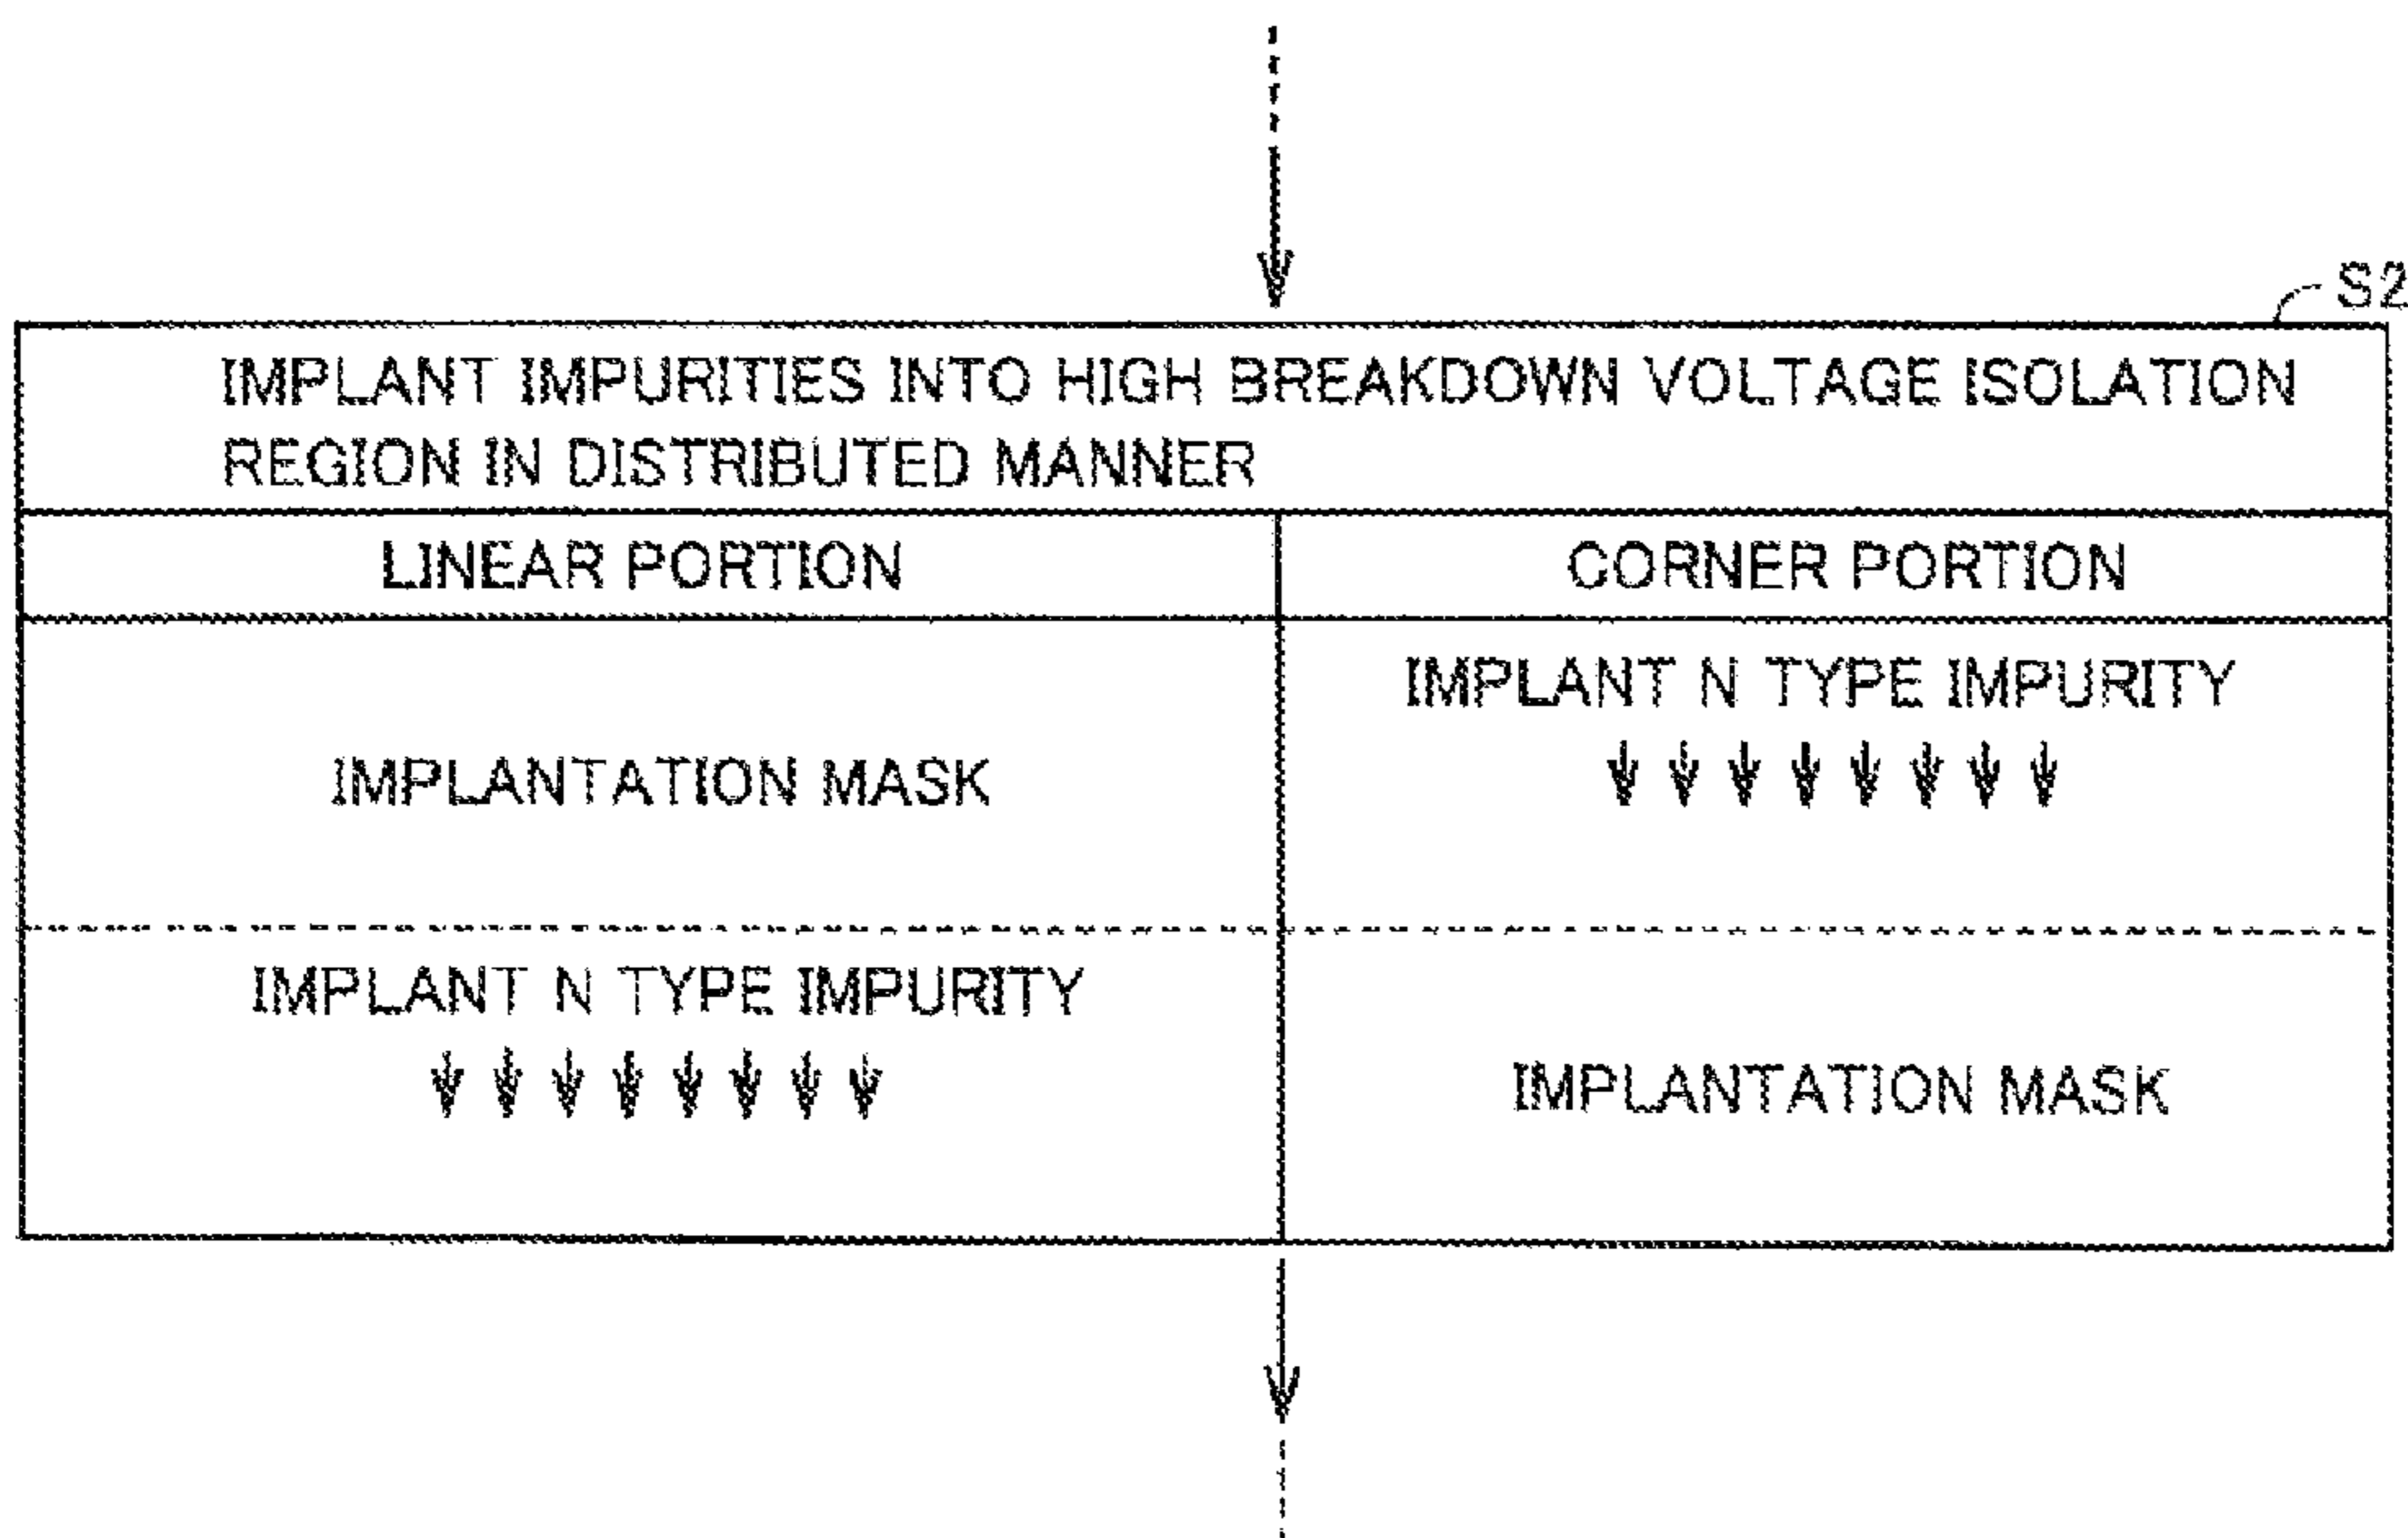 S2
IMPLANT IMPURITIES INTO HIGH BREAKDOWN VOLTAGE ISOLATION
REGION IN DISTRIBUTED MANNER
LINEAR PORTION
CORNER PORTION
IMPLANTATION MASK
IMPLANT N TYPE IMPURITY
IMPLANT N TYPE IMPURITY
IMPLANTATION MASK